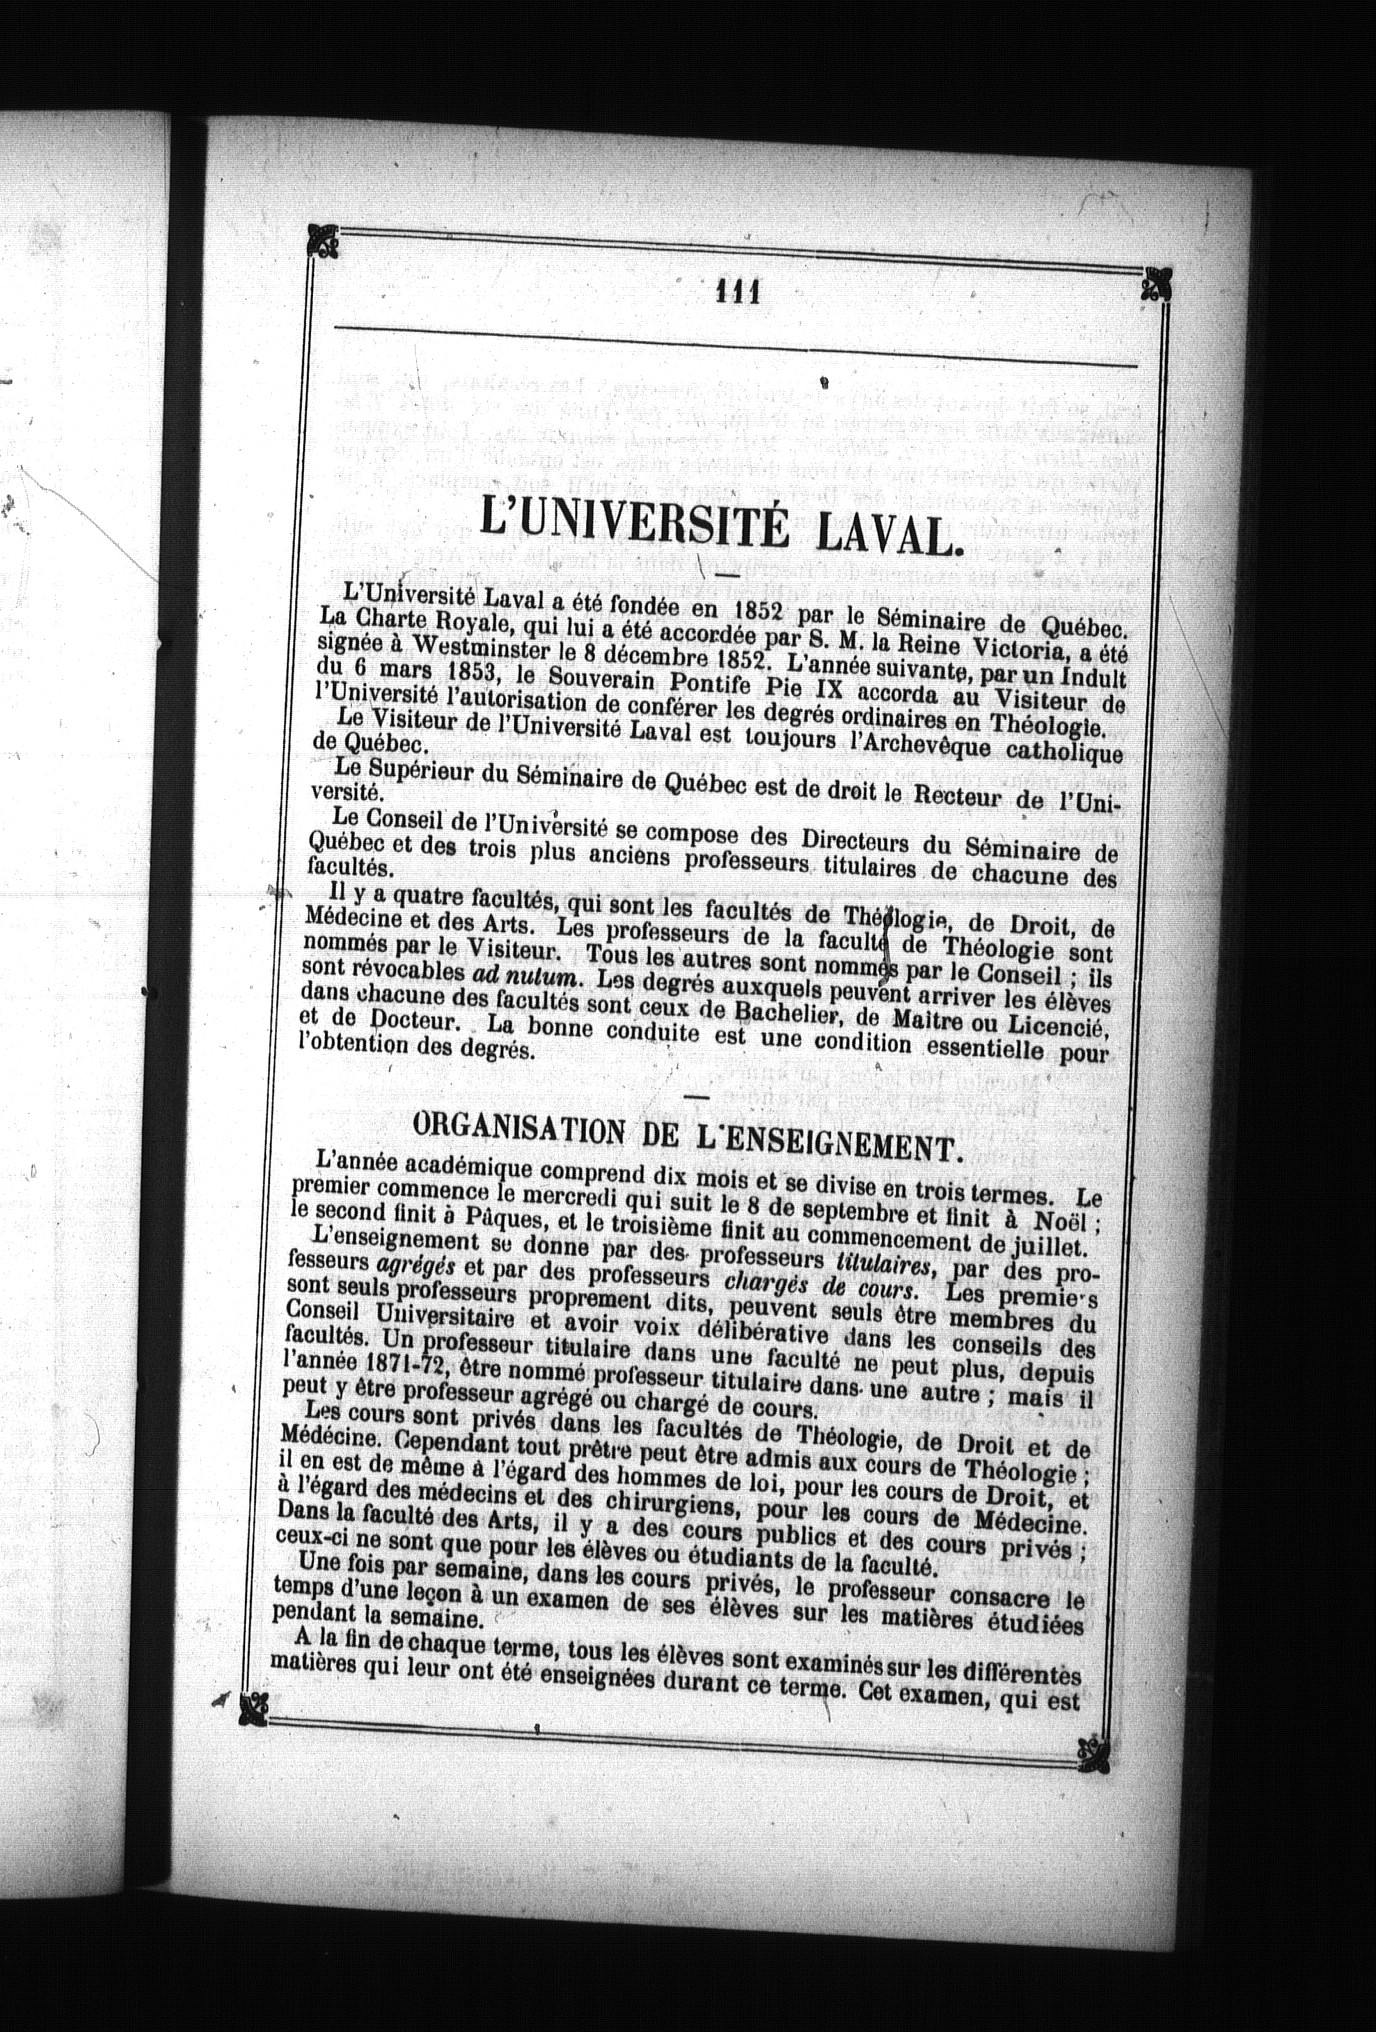 111
L'UNIVERSITÉ LAVAL.
L'Université Laval a été fondée en 1852 par le Séminaire de Québec.
La Charte Royale, qui lui a été accordée par S. M. la Reine Victoria, a été
signée à Westminster le 8 décembre 1852. L'année suivante, par un Indult
du 6 mars 1853, le Souverain Pontife Pie IX accorda au Visiteur de
l'Université l'autorisation de conférer les degrés ordinaires en Théologie.
Le Visiteur de l'Université Laval est toujours l'Archevêque catholique
de Québec.
Le Supérieur du Séminaire de Québec est de droit le Recteur de l'Uni-
versité.
Le Conseil de l'Université se compose des Directeurs du Séminaire de
Québec et des trois plus anciens professeurs titulaires de chacune des
facultés.
Il y a quatre facultés, qui sont les facultés de Théologie, de Droit, de
Médecine et des Arts. Les professeurs de la faculté de Théologie sont
nommés par le Visiteur. Tous les autres sont nommés par le Conseil ; ils
sont révocables ad nutum. Les degrés auxquels peuvent arriver les élèves
dans chacune des facultés sont ceux de Bachelier, de Maitre ou Licencié,
et de Docteur. La bonne conduite est une condition essentielle pour
l'obtention des degrés.
ORGANISATION DE L'ENSEIGNEMENT.
L'année académique comprend dix mois et se divise en trois termes. Le
premier commence le mercredi qui suit le 8 de septembre et finit à Noël ;
le second finit à Pâques, et le troisième finit au commencement de juillet.
L'enseignement se donne par des professeurs titulaires, par des pro-
fesseurs agrégés et par des professeurs chargés de cours. Les premiers
sont seuls professeurs proprement dits, peuvent seuls être membres du
Conseil Universitaire et avoir voix délibérative dans les conseils des
facultés. Un professeur titulaire dans une faculté ne peut plus, depuis
l'année 1871-72, être nommé professeur titulaire dans une autre ; mais il
peut y être professeur agrégé ou chargé de cours.
Les cours sont privés dans les facultés de Théologie, de Droit et de
Médécine. Cependant tout prêtre peut être admis aux cours de Théologie ;
il en est de même à l'égard des hommes de loi, pour les cours de Droit, et
à l'égard des médecins et des chirurgiens, pour les cours de Médecine.
Dans la faculté des Arts, il y a des cours publics et des cours privés ;
ceux-ci ne sont que pour les élèves ou étudiants de la faculté.
Une fois par semaine, dans les cours privés, le professeur consacre le
temps d'une leçon à un examen de ses élèves sur les matières étudiées
pendant la semaine.
A la fin de chaque terme, tous les élèves sont examinés sur les différentes
matières qui leur ont été enseignées durant ce terme. Cet examen, qui est